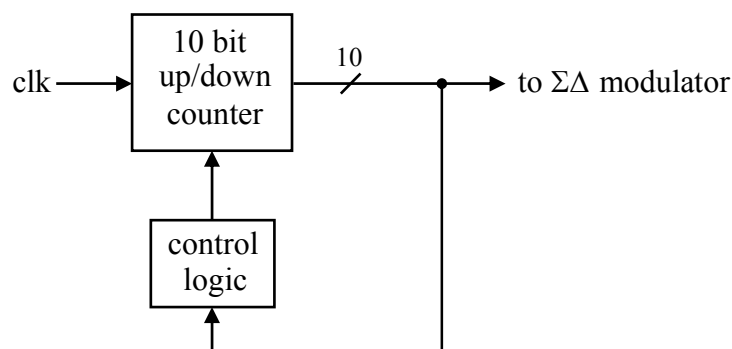 10 bit
up/down
counter
clk
10
to ΣΔ modulator
control
logic